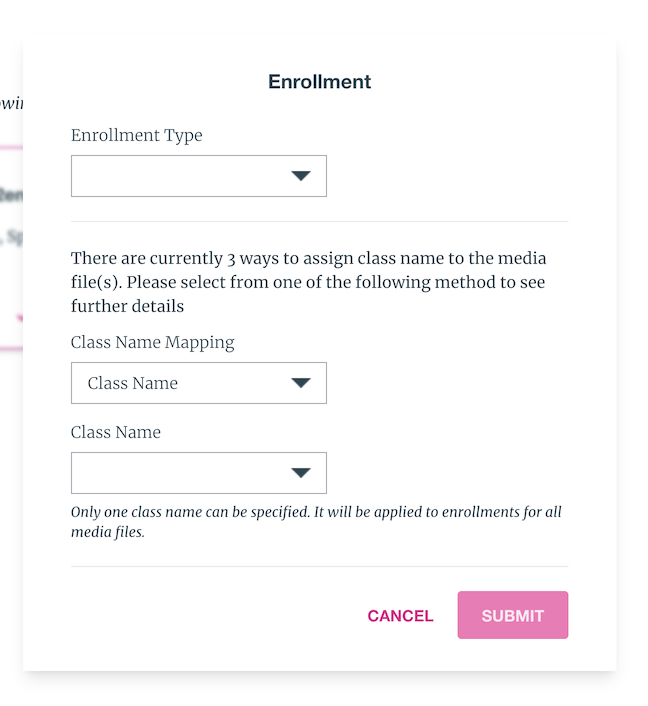 Enrollment
Enrollment Type
There are currently 3 ways to assign class name to the media
file(s). Please select from one of the following method to see
further details
Class Name Mapping
Class Name
Class Name
Only one class name can be specified. It will be applied to enrollments for all
media files.
CANCEL
SUBMIT